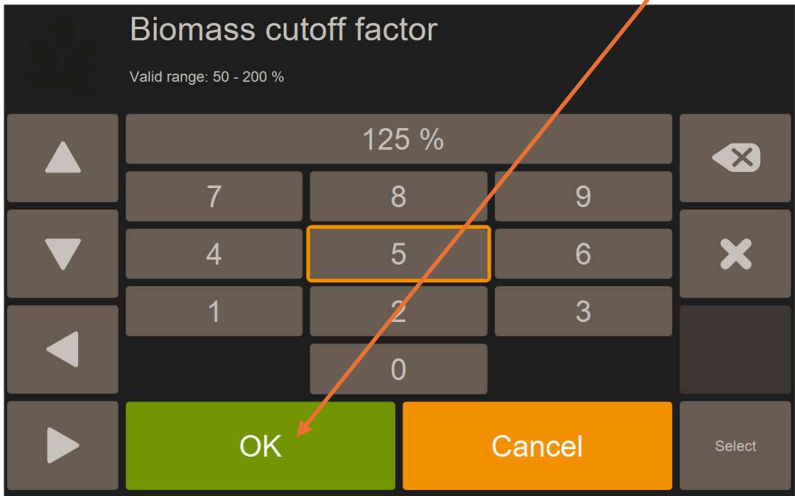 Biomass cutoff factor
Valid range: 50 - 200 %
125 %
7 8 9
4 5 6
1 2 3
0
OK Cancel Select